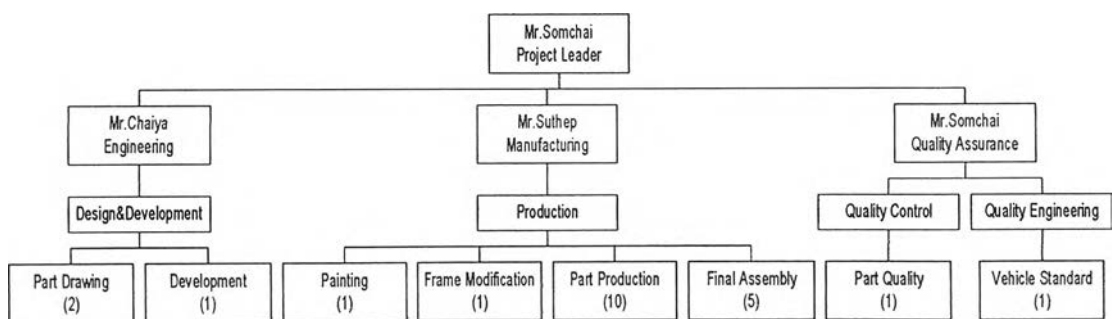 Mr.Somchai
Project Leader
Mr.Chaiya
Engineering
Mr.Suthep
Manufacturing
Mr.Somchai
Quality Assurance
Design&Development
Production
Quality Control
Quality Engineering
Part Drawing
(2)
Development
(1)
Painting
(1)
Frame Modification
(1)
Part Production
(10)
Final Assembly
(5)
Part Quality
(1)
Vehicle Standard
(1)